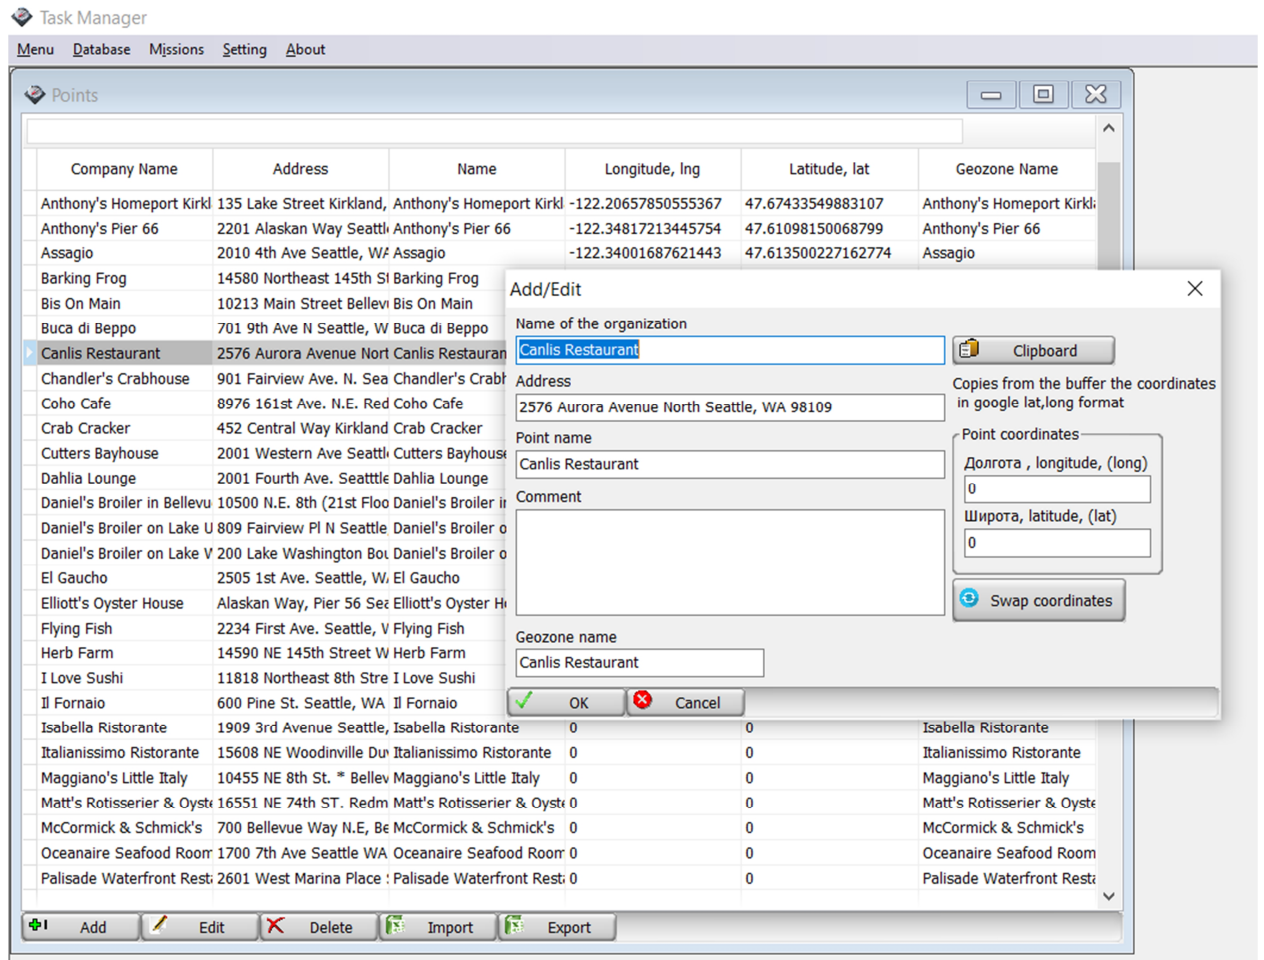 Task Manager
Menu Database Missions Setting About
Points
Company Name Address Name Longitude, lng Latitude, lat Geozone Name
Anthony's Homeport Kirkl 135 Lake Street Kirkland, Anthony's Homeport Kirkl -122.20657850555367 47.67433549883107 Anthony's Homeport Kirkl
Anthony's Pier 66 2201 Alaskan Way Seattl Anthony's Pier 66 -122.34817213445754 47.61098150068799 Anthony's Pier 66
Assagio 2010 4th Ave Seattle, WA Assagio -122.34001687621443 47.613500227162774 Assagio
Barking Frog 14580 Northeast 145th St Barking Frog
Bis On Main 10213 Main Street Bellev Bis On Main
Buca di Beppo 701 9th Ave N Seattle, W Buca di Beppo
Canlis Restaurant 2576 Aurora Avenue Nort Canlis Restauran
Chandler's Crabhouse 901 Fairview Ave. N. Sea Chandler's Crab
Coho Cafe 8976 161st Ave. N.E. Red Coho Cafe
Crab Cracker 452 Central Way Kirkland Crab Cracker
Cutters Bayhouse 2001 Western Ave Seattl Cutters Bayhous
Dahlia Lounge 2001 Fourth Ave. Seatttle Dahlia Lounge
Daniel's Broiler in Bellevu 10500 N.E. 8th (21st Floo Daniel's Broiler i
Daniel's Broiler on Lake U 809 Fairview Pl N Seattle Daniel's Broiler o
Daniel's Broiler on Lake W 200 Lake Washington Bou Daniel's Broiler o
El Gaucho 2505 1st Ave. Seattle, WA El Gaucho
Elliott's Oyster House Alaskan Way, Pier 56 Sea Elliott's Oyster H
Flying Fish 2234 First Ave. Seattle, W Flying Fish
Herb Farm 14590 NE 145th Street W Herb Farm
I Love Sushi 11818 Northeast 8th Stre I Love Sushi
Il Fornaio 600 Pine St. Seattle, WA Il Fornaio
Isabella Ristorante 1909 3rd Avenue Seattle, Isabella Ristorante 0 0 Isabella Ristorante
Italianissimo Ristorante 15608 NE Woodinville Duv Italianissimo Ristorante 0 0 Italianissimo Ristorante
Maggiano's Little Italy 10455 NE 8th St. * Bellev Maggiano's Little Italy 0 0 Maggiano's Little Italy
Matt's Rotisserier & Oyste 16551 NE 74th ST. Redm Matt's Rotisserier & Oyste 0 0 Matt's Rotisserier & Oyste
McCormick & Schmick's 700 Bellevue Way N.E, Be McCormick & Schmick's 0 0 McCormick & Schmick's
Oceanaire Seafood Room 1700 7th Ave Seattle WA Oceanaire Seafood Room 0 0 Oceanaire Seafood Room
Palisade Waterfront Rest 2601 West Marina Place Palisade Waterfront Rest 0 0 Palisade Waterfront Resta
Add Edit Delete Import Export
Add/Edit
Name of the organization
Canlis Restaurant
Clipboard
Address
Copies from the buffer the coordinates
in google lat,long format
2576 Aurora Avenue North Seattle, WA 98109
Point name
Canlis Restaurant
Point coordinates
Долгота , longitude, (long)
0
Широта, latitude, (lat)
0
Comment
Swap coordinates
Geozone name
Canlis Restaurant
OK Cancel